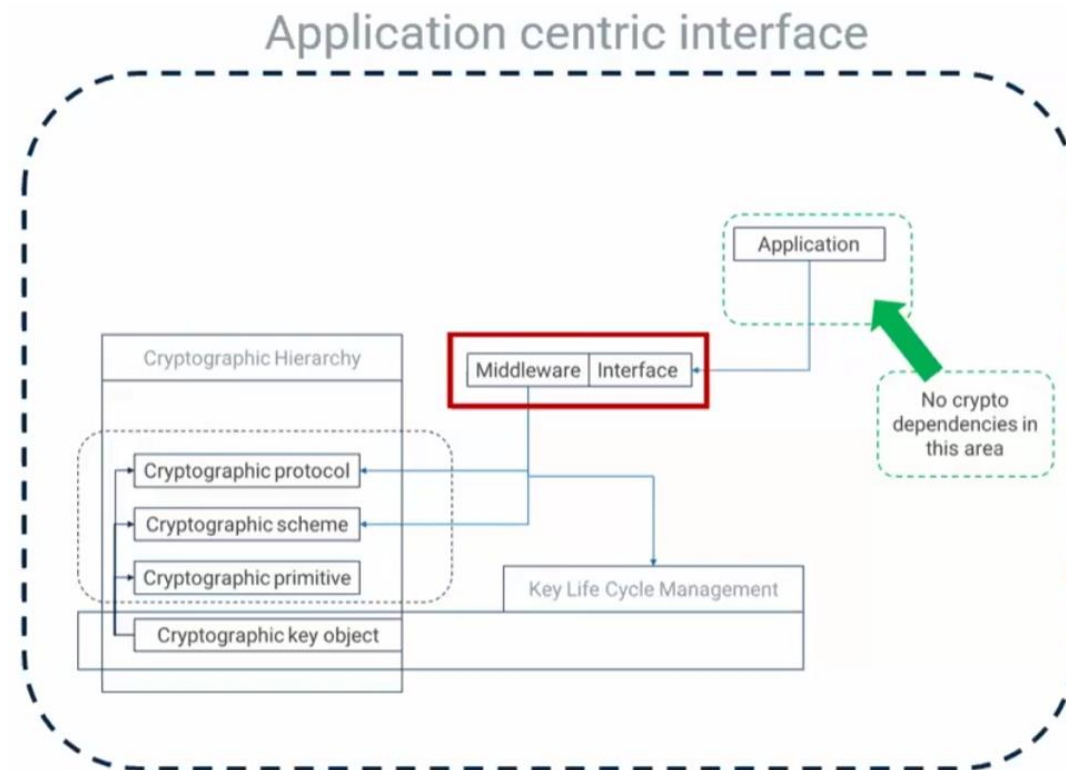 Application centric interface
Application
Cryptographic Hierarchy
Middleware
Interface
No crypto
dependencies in
this area
Cryptographic protocol
Cryptographic scheme
Cryptographic primitive
Key Life Cycle Management
Cryptographic key object